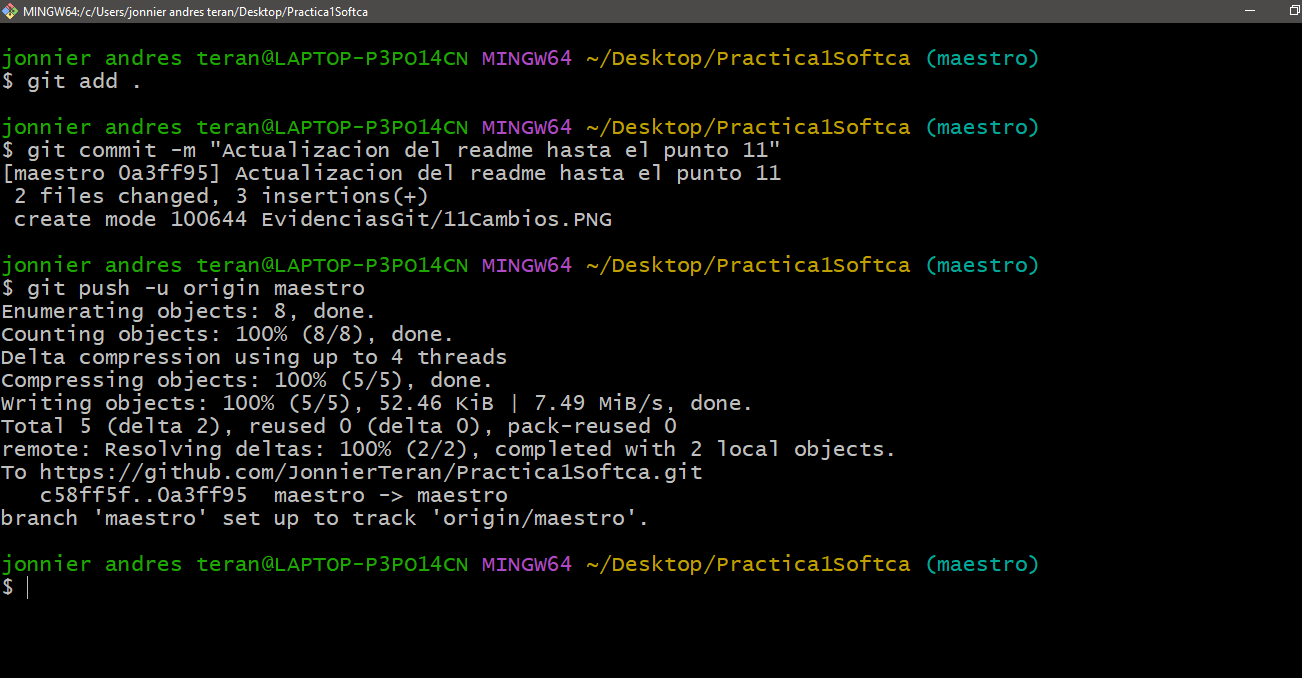 MINGW64:/c/Users/jonnier andres teran/Desktop/Practica1Softca
jonnier andres teran@LAPTOP-P3PO14CN MINGW64 ~/Desktop/Practica1Softca (maestro)
$ git add .
jonnier andres teran@LAPTOP-P3PO14CN MINGW64 ~/Desktop/Practica1Softca (maestro)
$ git commit -m "Actualizacion del readme hasta el punto 11"
[maestro 0a3ff95] Actualizacion del readme hasta el punto 11
 2 files changed, 3 insertions(+)
 create mode 100644 EvidenciasGit/11Cambios.PNG
jonnier andres teran@LAPTOP-P3PO14CN MINGW64 ~/Desktop/Practica1Softca (maestro)
$ git push -u origin maestro
Enumerating objects: 8, done.
Counting objects: 100% (8/8), done.
Delta compression using up to 4 threads
Compressing objects: 100% (5/5), done.
Writing objects: 100% (5/5), 52.46 KiB | 7.49 MiB/s, done.
Total 5 (delta 2), reused 0 (delta 0), pack-reused 0
remote: Resolving deltas: 100% (2/2), completed with 2 local objects.
To https://github.com/JonnierTeran/Practica1Softca.git
   c58ff5f..0a3ff95  maestro -> maestro
branch 'maestro' set up to track 'origin/maestro'.
jonnier andres teran@LAPTOP-P3PO14CN MINGW64 ~/Desktop/Practica1Softca (maestro)
$